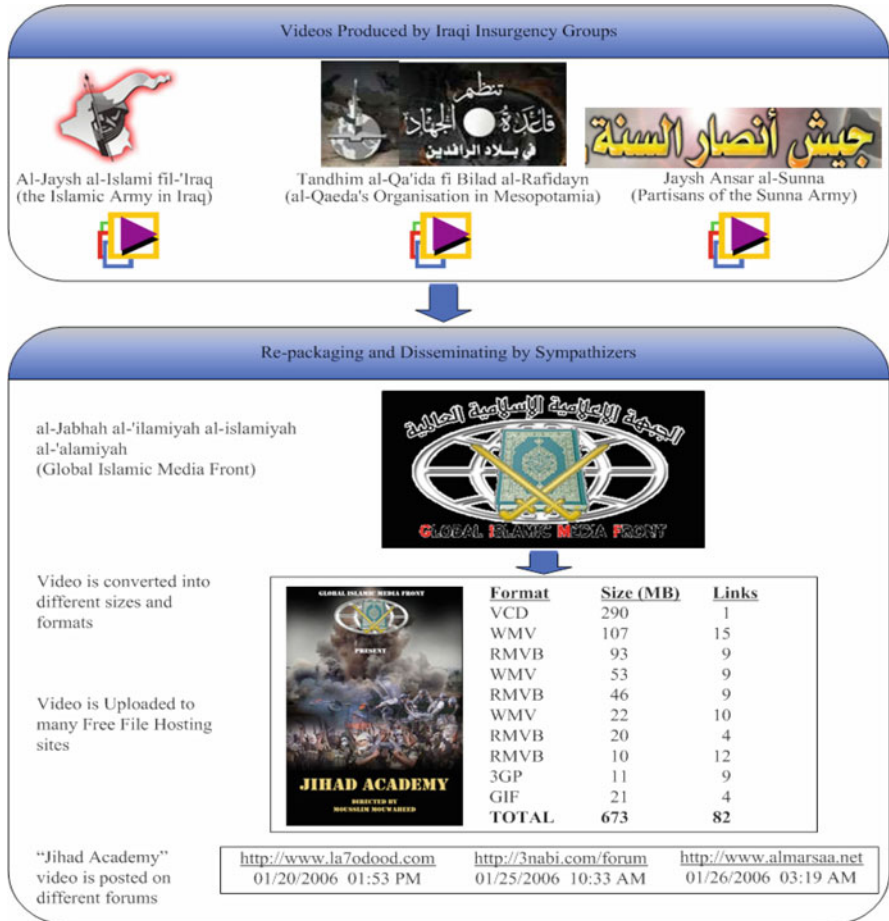 Videos Produced by Iraqi Insurgency Groups
تنظيم
قاعدة الجهاد
في بلاد الرافدين
جيش أنصار السنة
Al-Jaysh al-Islami fil-'Iraq
(the Islamic Army in Iraq)
Tandhim al-Qa'ida fi Bilad al-Rafidayn
(al-Qaeda's Organisation in Mesopotamia)
Jaysh Ansar al-Sunna
(Partisans of the Sunna Army)
Re-packaging and Disseminating by Sympathizers
al-Jabhah al-'ilamiyah al-islamiyah
al-'alamiyah
(Global Islamic Media Front)
الجبهة الإعلامية الإسلامية العالمية
GLOBAL ISLAMIC MEDIA FRONT
Video is converted into
different sizes and
formats
Video is Uploaded to
many Free File Hosting
sites
GLOBAL ISLAMIC MEDIA FRONT
PRESENT
JIHAD ACADEMY
DIRECTED BY
MOUSSLIM MOUWAHEED
Format Size (MB) Links
VCD 290 1
WMV 107 15
RMVB 93 9
WMV 53 9
RMVB 46 9
WMV 22 10
RMVB 20 4
RMVB 10 12
3GP 11 9
GIF 21 4
TOTAL 673 82
“Jihad Academy”
video is posted on
different forums
http://www.la7odood.com http://3nabi.com/forum http://www.almarsaa.net
01/20/2006 01:53 PM 01/25/2006 10:33 AM 01/26/2006 03:19 AM